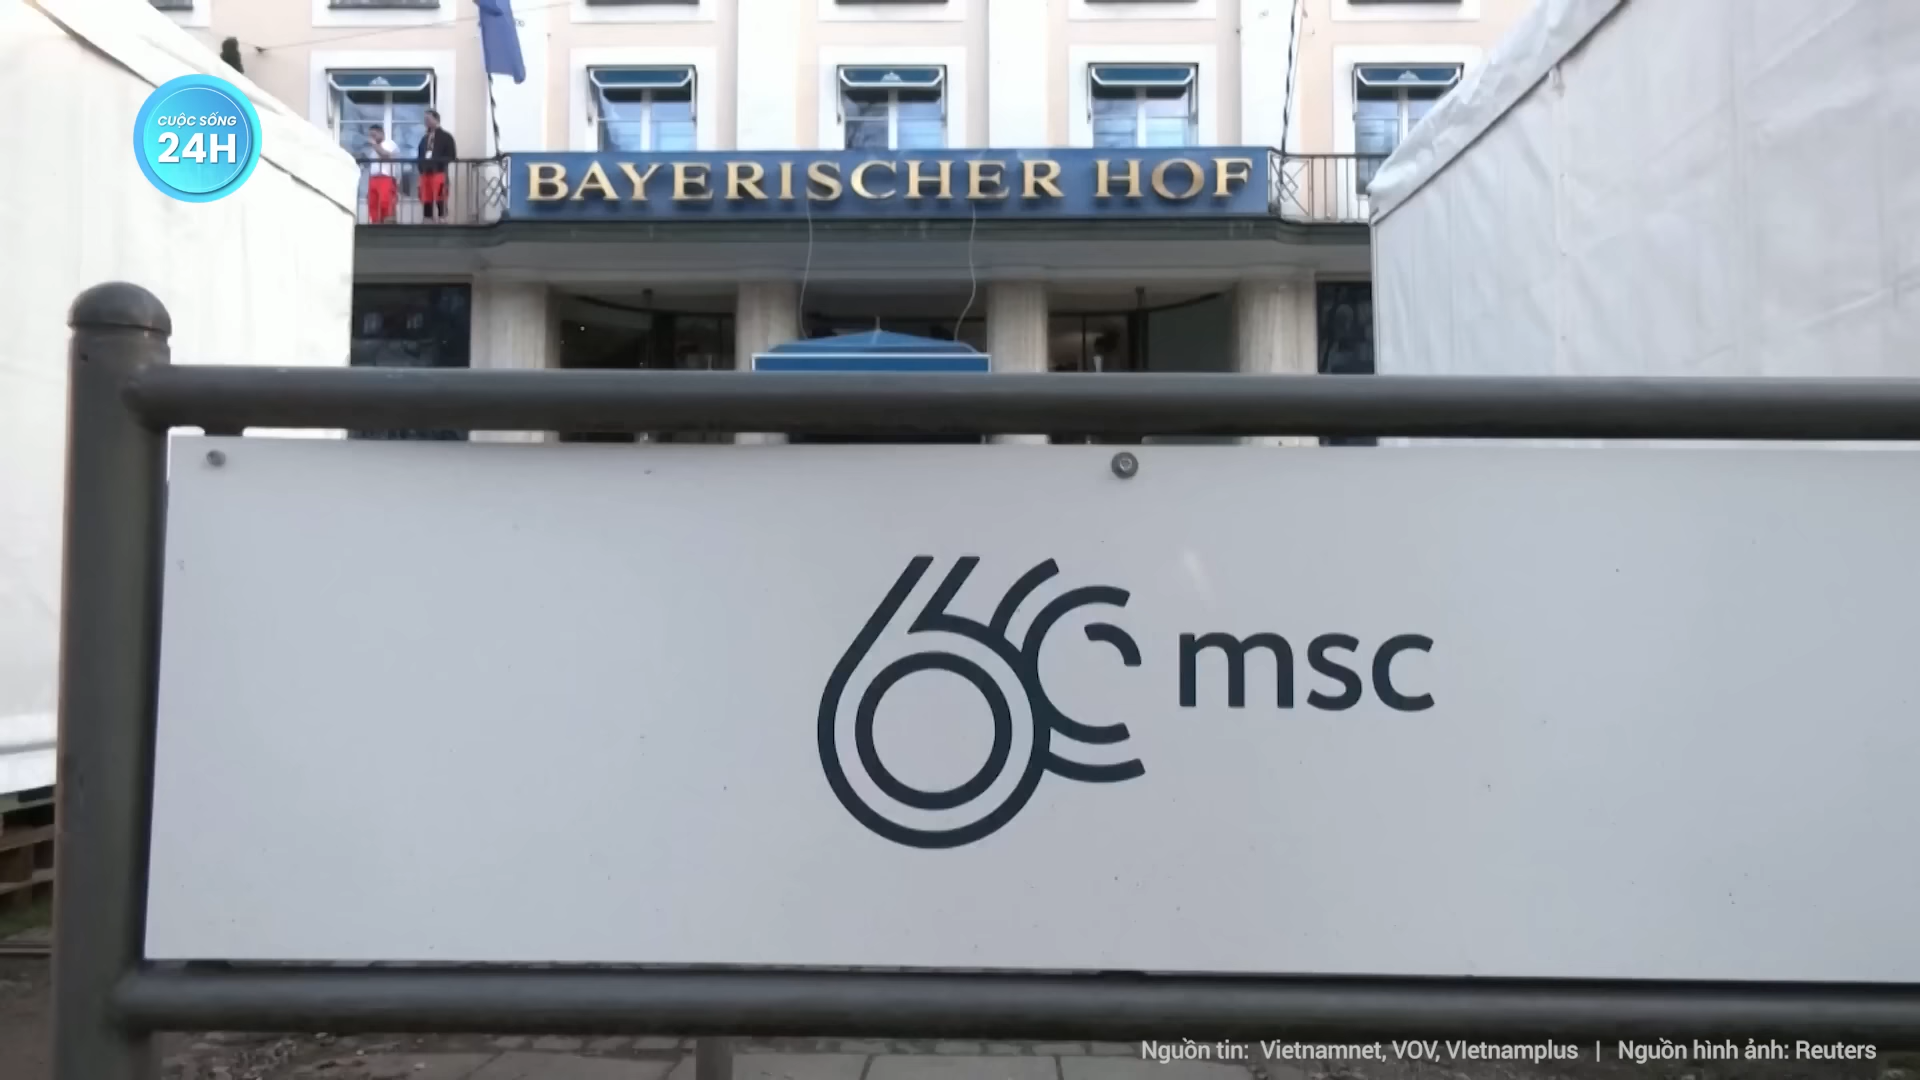 CUỘC SỐNG
24H
BAYERISCHER HOF
60 msc
Nguồn tin: Vietnamnet, VOV, VIetnamplus | Nguồn hình ảnh: Reuters